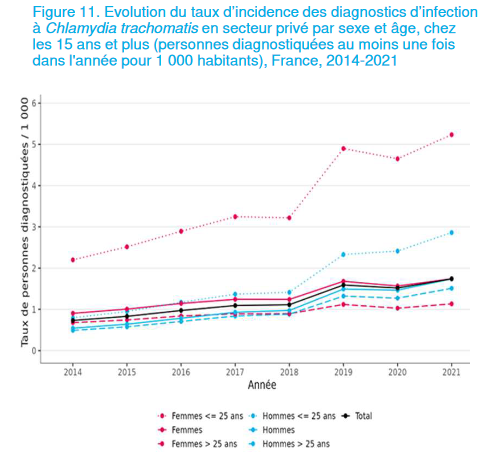 Figure 11. Evolution du taux d'incidence des diagnostics d'infection
à Chlamydia trachomatis en secteur privé par sexe et âge, chez
les 15 ans et plus (personnes diagnostiquées au moins une fois
dans l'année pour 1 000 habitants), France, 2014-2021
Taux de personnes diagnostiquées / 1 000
6
5
4
3
2
1
0
2014 2015 2016 2017 2018 2019 2020 2021
Année
Femmes <= 25 ans Hommes <= 25 ans Total
Femmes Hommes
Femmes > 25 ans Hommes > 25 ans